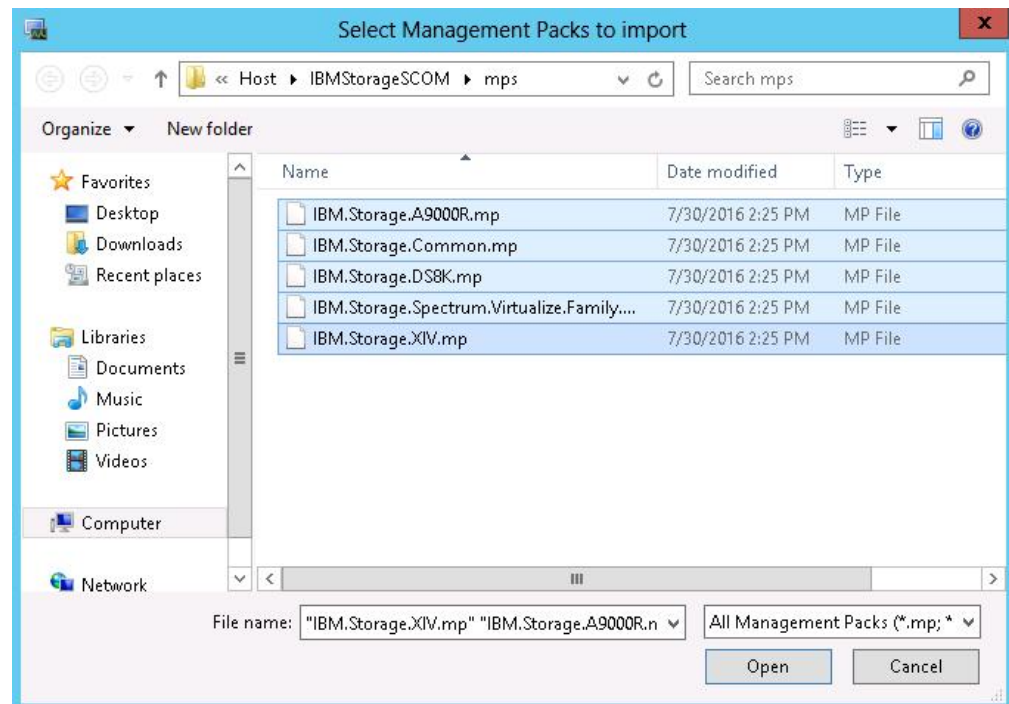 Select Management Packs to import
x
« Host ▸ IBMStorageSCOM ▸ mps
Search mps
Organize ▾ New folder
Name Date modified Type
Favorites
Desktop
Downloads
Recent places
Libraries
Documents
Music
Pictures
Videos
Computer
Network
IBM.Storage.A9000R.mp 7/30/2016 2:25 PM MP File
IBM.Storage.Common.mp 7/30/2016 2:25 PM MP File
IBM.Storage.DS8K.mp 7/30/2016 2:25 PM MP File
IBM.Storage.Spectrum.Virtualize.Family.... 7/30/2016 2:25 PM MP File
IBM.Storage.XIV.mp 7/30/2016 2:25 PM MP File
File name: "IBM.Storage.XIV.mp" "IBM.Storage.A9000R.n
All Management Packs (*.mp; *
Open Cancel